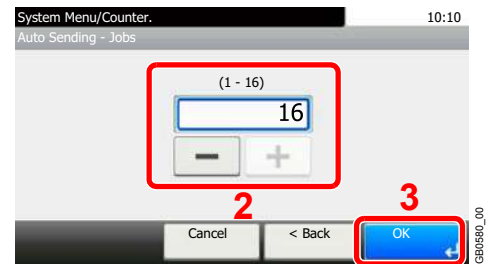 System Menu/Counter.
10:10
Auto Sending - Jobs
(1 - 16)
16
2
3
Cancel
< Back
OK
GB0580_00